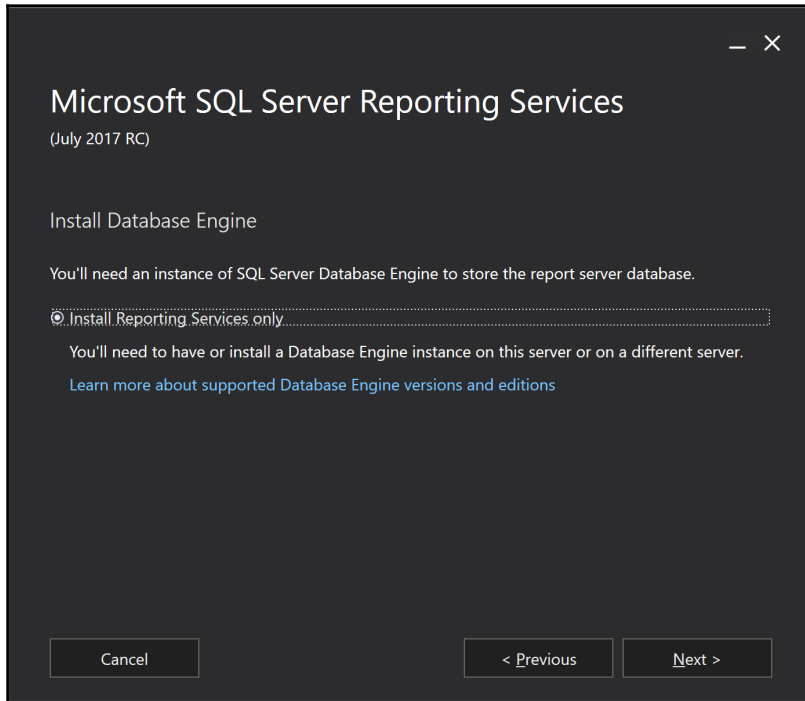 Microsoft SQL Server Reporting Services
(July 2017 RC)
Install Database Engine
You'll need an instance of SQL Server Database Engine to store the report server database.
Install Reporting Services only
You'll need to have or install a Database Engine instance on this server or on a different server.
Learn more about supported Database Engine versions and editions
Cancel
< Previous
Next >